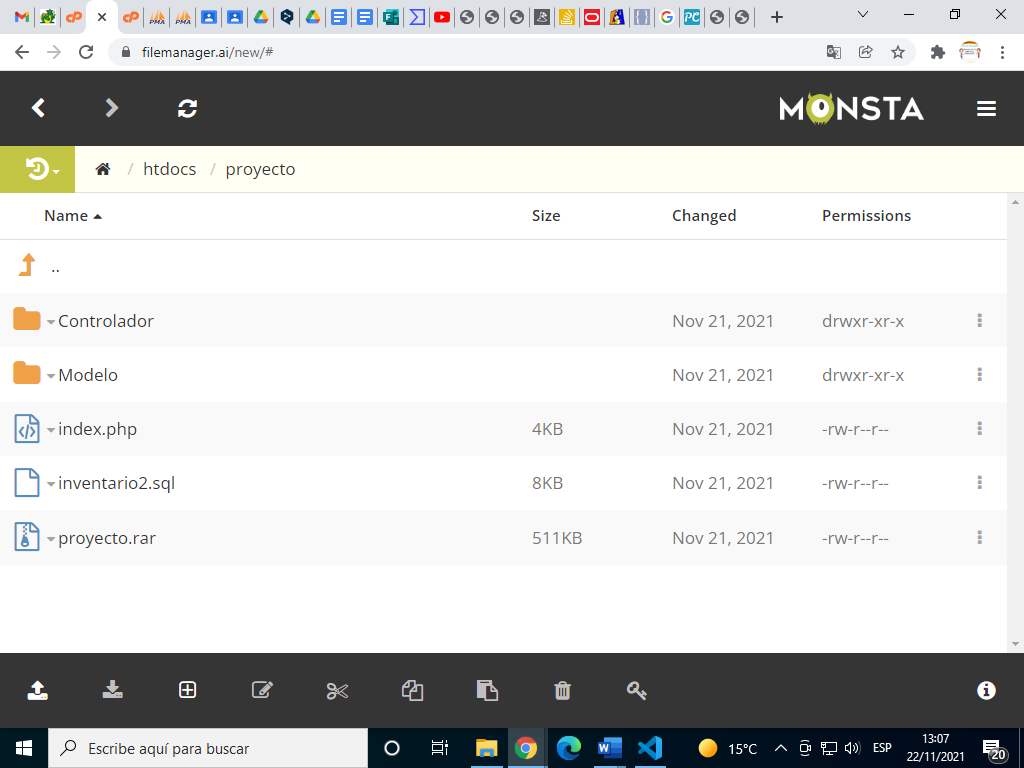 filemanager.ai/new/#
MONSTA
htdocs / proyecto
Name Size Changed Permissions
..
Controlador Nov 21, 2021 drwxr-xr-x
Modelo Nov 21, 2021 drwxr-xr-x
index.php 4KB Nov 21, 2021 -rw-r--r--
inventario2.sql 8KB Nov 21, 2021 -rw-r--r--
proyecto.rar 511KB Nov 21, 2021 -rw-r--r--
Escribe aquí para buscar
15°C
ESP
13:07
22/11/2021
20